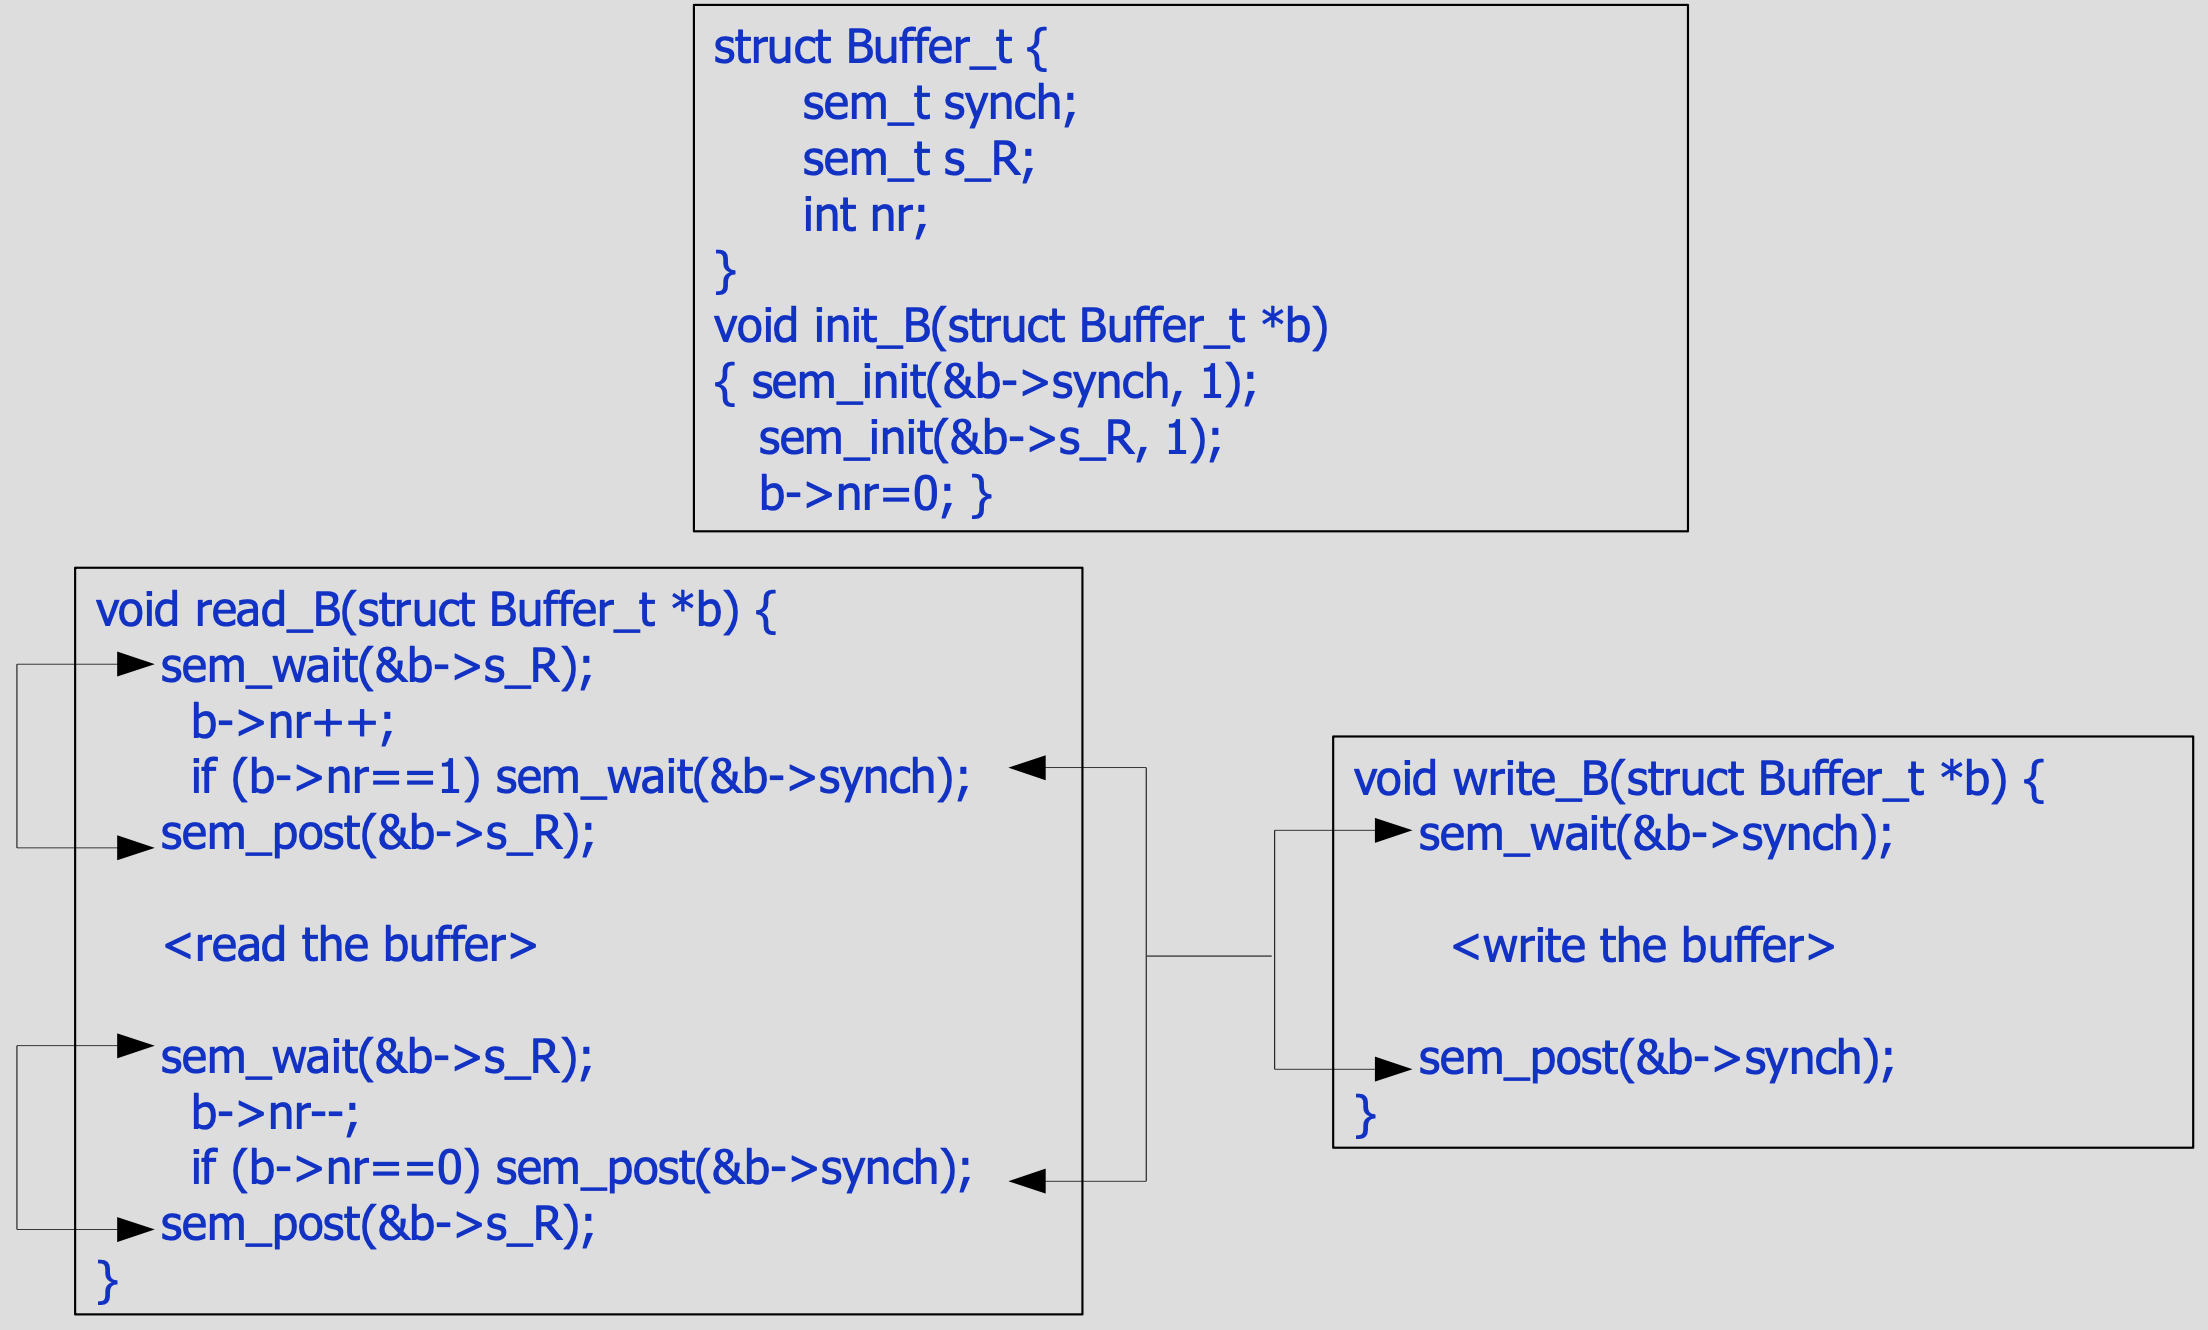 struct Buffer_t {
sem_t synch;
sem_t s_R;
int nr;
}
void init_B(struct Buffer_t *b)
{ sem_init(&b->synch, 1);
sem_init(&b->s_R, 1);
b->nr=0; }
void read_B(struct Buffer_t *b) {
sem_wait(&b->s_R);
b->nr++;
if (b->nr==1) sem_wait(&b->synch);
sem_post(&b->s_R);
<read the buffer>
sem_wait(&b->s_R);
b->nr--;
if (b->nr==0) sem_post(&b->synch);
sem_post(&b->s_R);
}
void write_B(struct Buffer_t *b) {
sem_wait(&b->synch);
<write the buffer>
sem_post(&b->synch);
}